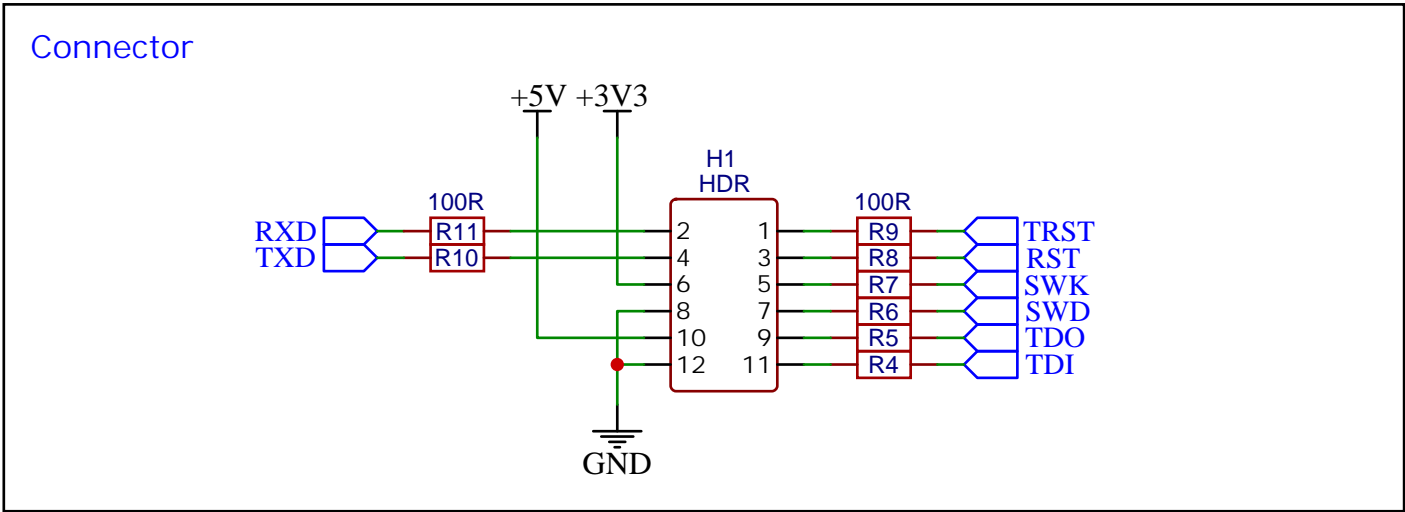 Connector
+5V +3V3
H1
HDR
100R 100R
RXD R11 2 1 R9 TRST
TXD R10 4 3 R8 RST
6 5 R7 SWK
8 7 R6 SWD
10 9 R5 TDO
12 11 R4 TDI
GND